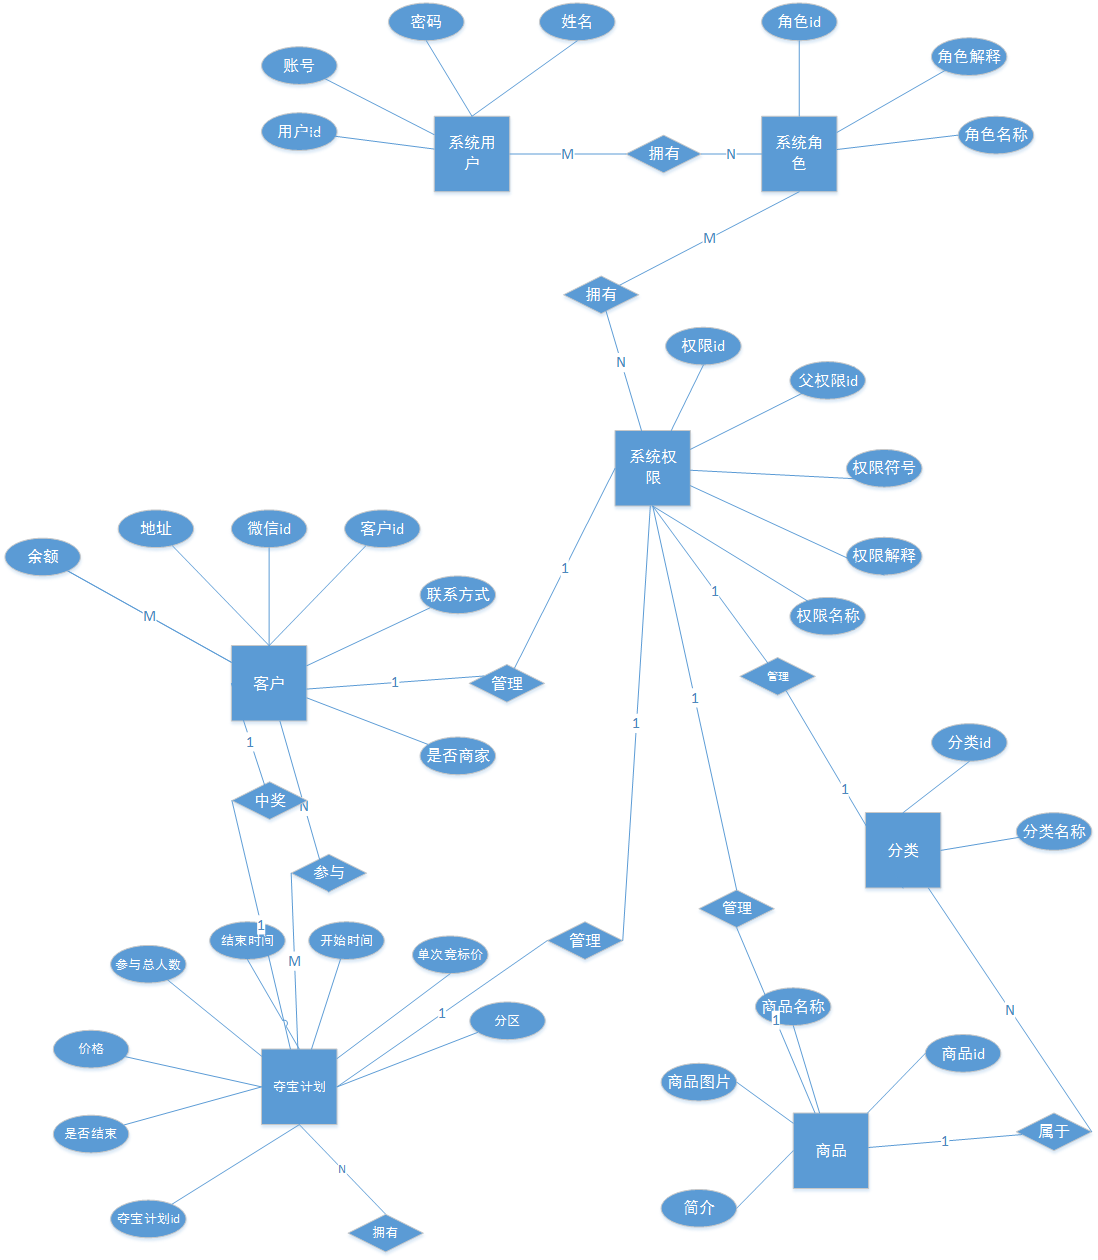 密码
姓名
角色id
账号
角色解释
用户id
角色名称
系统用
户
M
拥有
N
系统角
色
M
拥有
N
权限id
父权限id
系统权
限
权限符号
权限解释
权限名称
地址
微信id
客户id
余额
M
联系方式
1
1
客户
1
管理
管理
1
1
1
是否商家
1
中奖
N
参与
1
分类id
分类名称
分类
管理
1
结束时间
开始时间
管理
单次竞标价
参与总人数
M
1
分区
价格
夺宝计划
是否结束
夺宝计划id
N
拥有
商品名称
1
N
商品id
商品图片
商品
1
属于
简介